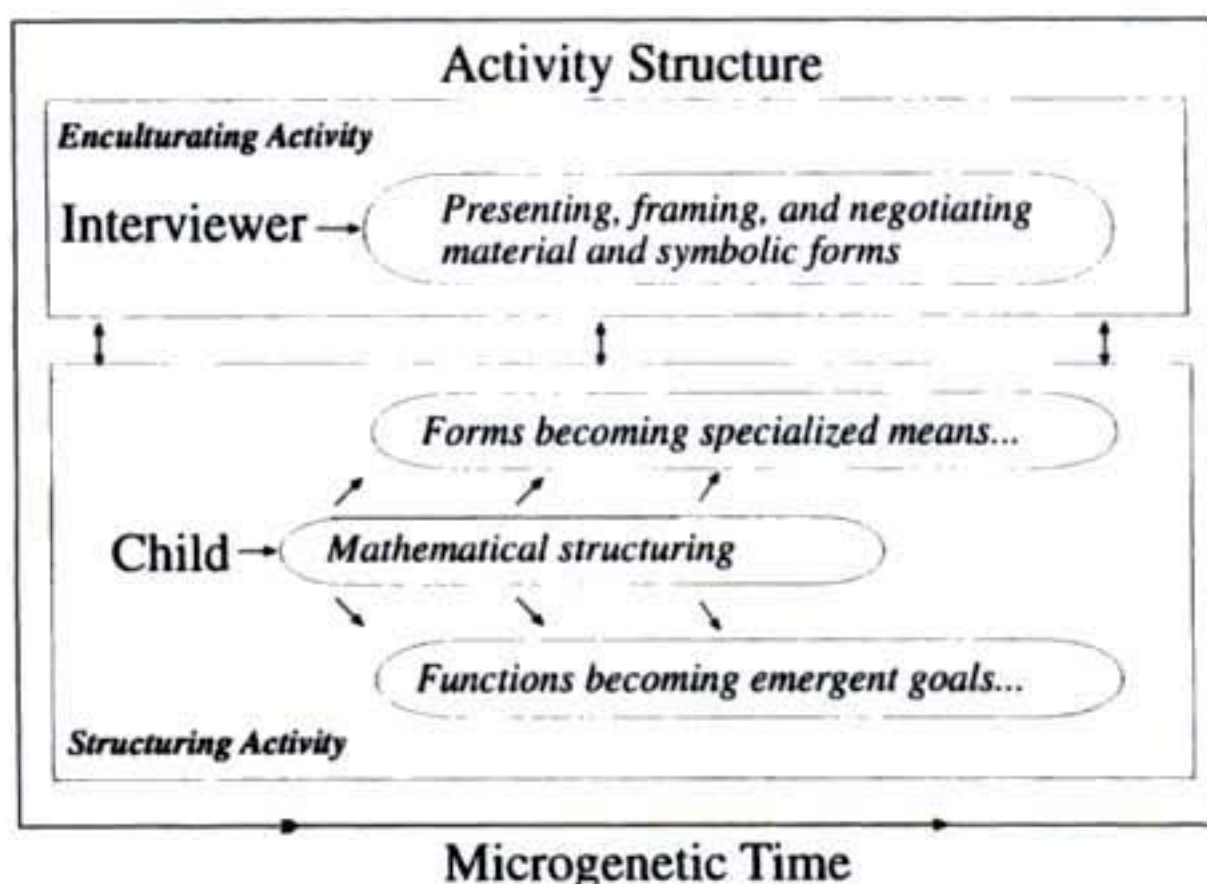 Activity Structure
Enculturating Activity
Interviewer
Presenting, framing, and negotiating
material and symbolic forms
Forms becoming specialized means...
Child
Mathematical structuring
Functions becoming emergent goals...
Structuring Activity
Microgenetic Time